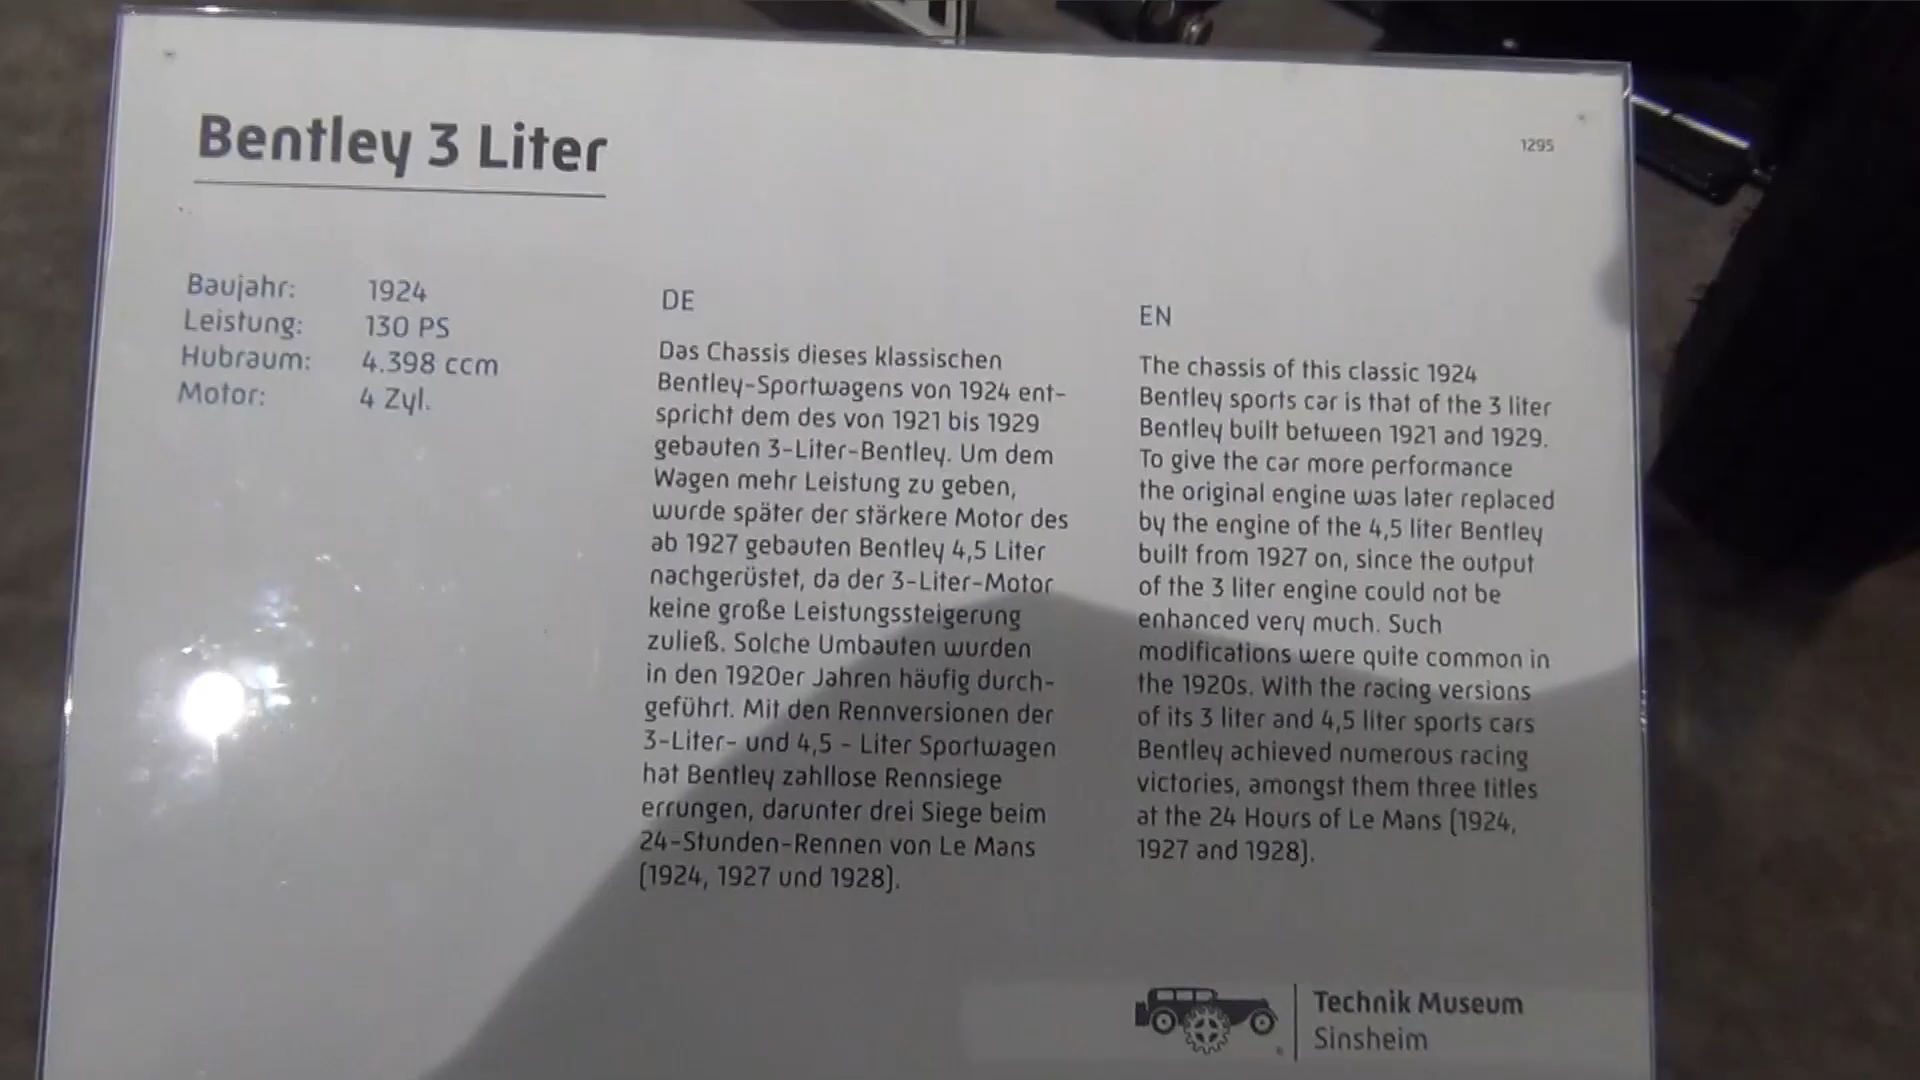 Bentley 3 Liter
1295
Baujahr: 1924
Leistung: 130 PS
Hubraum: 4.398 ccm
Motor: 4 Zyl.
DE
Das Chassis dieses klassischen
Bentley-Sportwagens von 1924 ent-
spricht dem des von 1921 bis 1929
gebauten 3-Liter-Bentley. Um dem
Wagen mehr Leistung zu geben,
wurde später der stärkere Motor des
ab 1927 gebauten Bentley 4,5 Liter
nachgerüstet, da der 3-Liter-Motor
keine große Leistungssteigerung
zuließ. Solche Umbauten wurden
in den 1920er Jahren häufig durch-
geführt. Mit den Rennversionen der
3-Liter- und 4,5 - Liter Sportwagen
hat Bentley zahllose Rennsiege
errungen, darunter drei Siege beim
24-Stunden-Rennen von Le Mans
(1924, 1927 und 1928).
EN
The chassis of this classic 1924
Bentley sports car is that of the 3 liter
Bentley built between 1921 and 1929.
To give the car more performance
the original engine was later replaced
by the engine of the 4,5 liter Bentley
built from 1927 on, since the output
of the 3 liter engine could not be
enhanced very much. Such
modifications were quite common in
the 1920s. With the racing versions
of its 3 liter and 4,5 liter sports cars
Bentley achieved numerous racing
victories, amongst them three titles
at the 24 Hours of Le Mans (1924,
1927 and 1928).
Technik Museum
Sinsheim